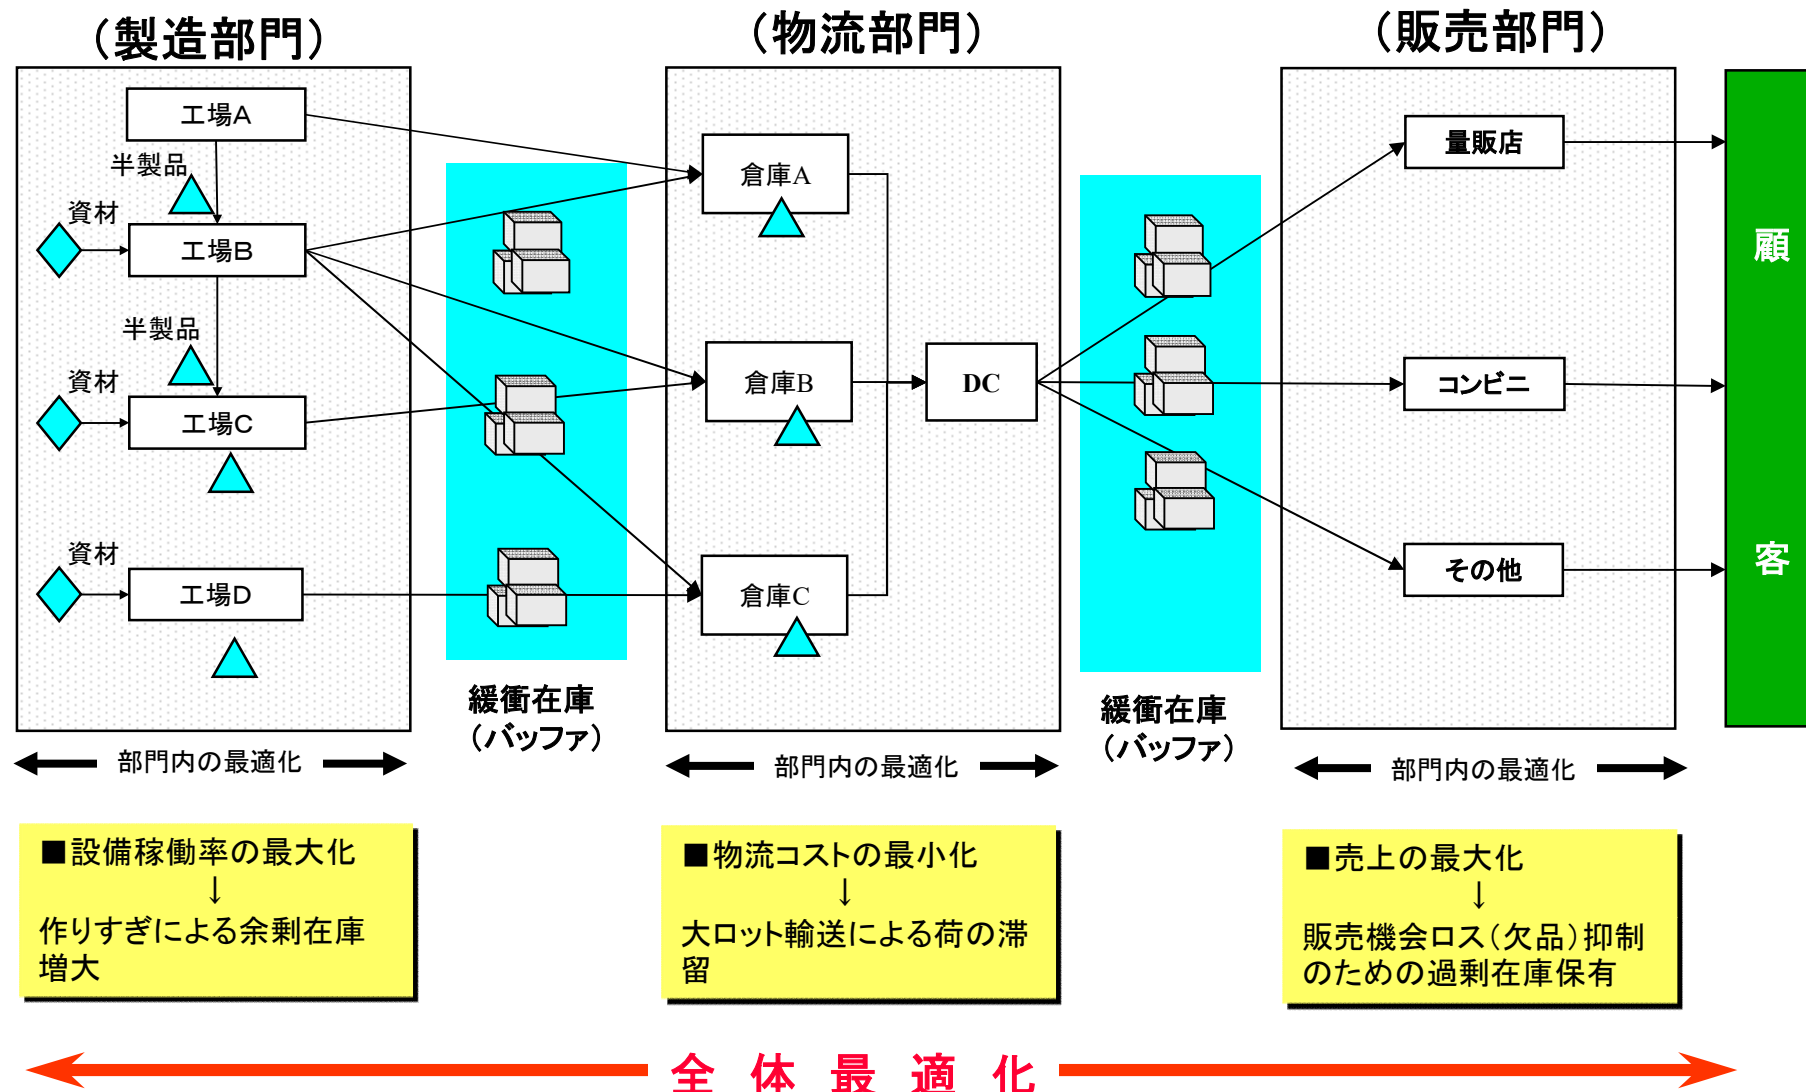 （製造部門）
（物流部門）
（販売部門）
工場A
半製品
資材
工場B
半製品
資材
工場C
資材
工場D
倉庫A
倉庫B
倉庫C
DC
量販店
コンビニ
その他
顧
客
緩衝在庫
（バッファ）
緩衝在庫
（バッファ）
部門内の最適化
部門内の最適化
部門内の最適化
■設備稼働率の最大化
↓
作りすぎによる余剰在庫
増大
■物流コストの最小化
↓
大ロット輸送による荷の滞
留
■売上の最大化
↓
販売機会ロス（欠品）抑制
のための過剰在庫保有
全体最適化